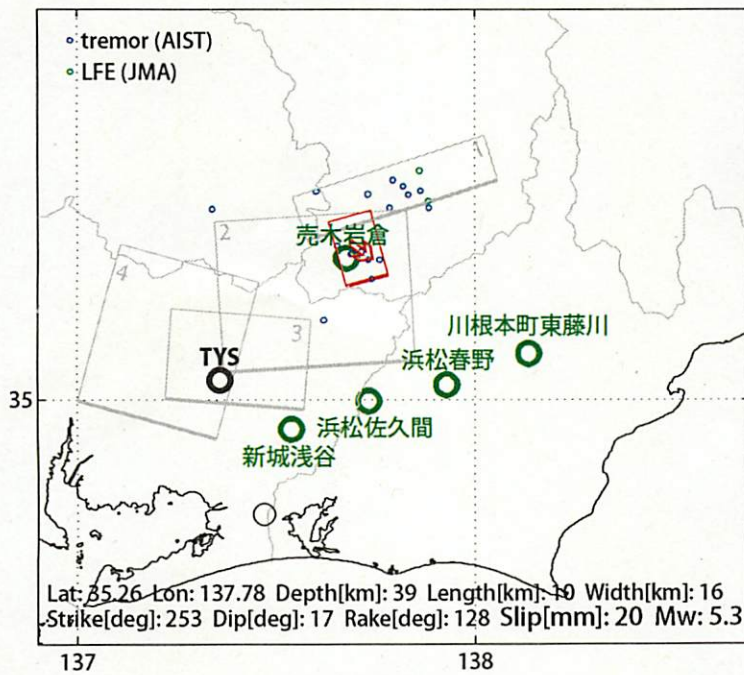 tremor (AIST)
LFE (JMA)
1
2
売木岩倉
4
3
川根本町東藤川
TYS
浜松春野
35
浜松佐久間
新城浅谷
Lat: 35.26 Lon: 137.78 Depth[km]: 39 Length[km]: 10 Width[km]: 16
Strike[deg]: 253 Dip[deg]: 17 Rake[deg]: 128 Slip[mm]: 20 Mw: 5.3
137
138